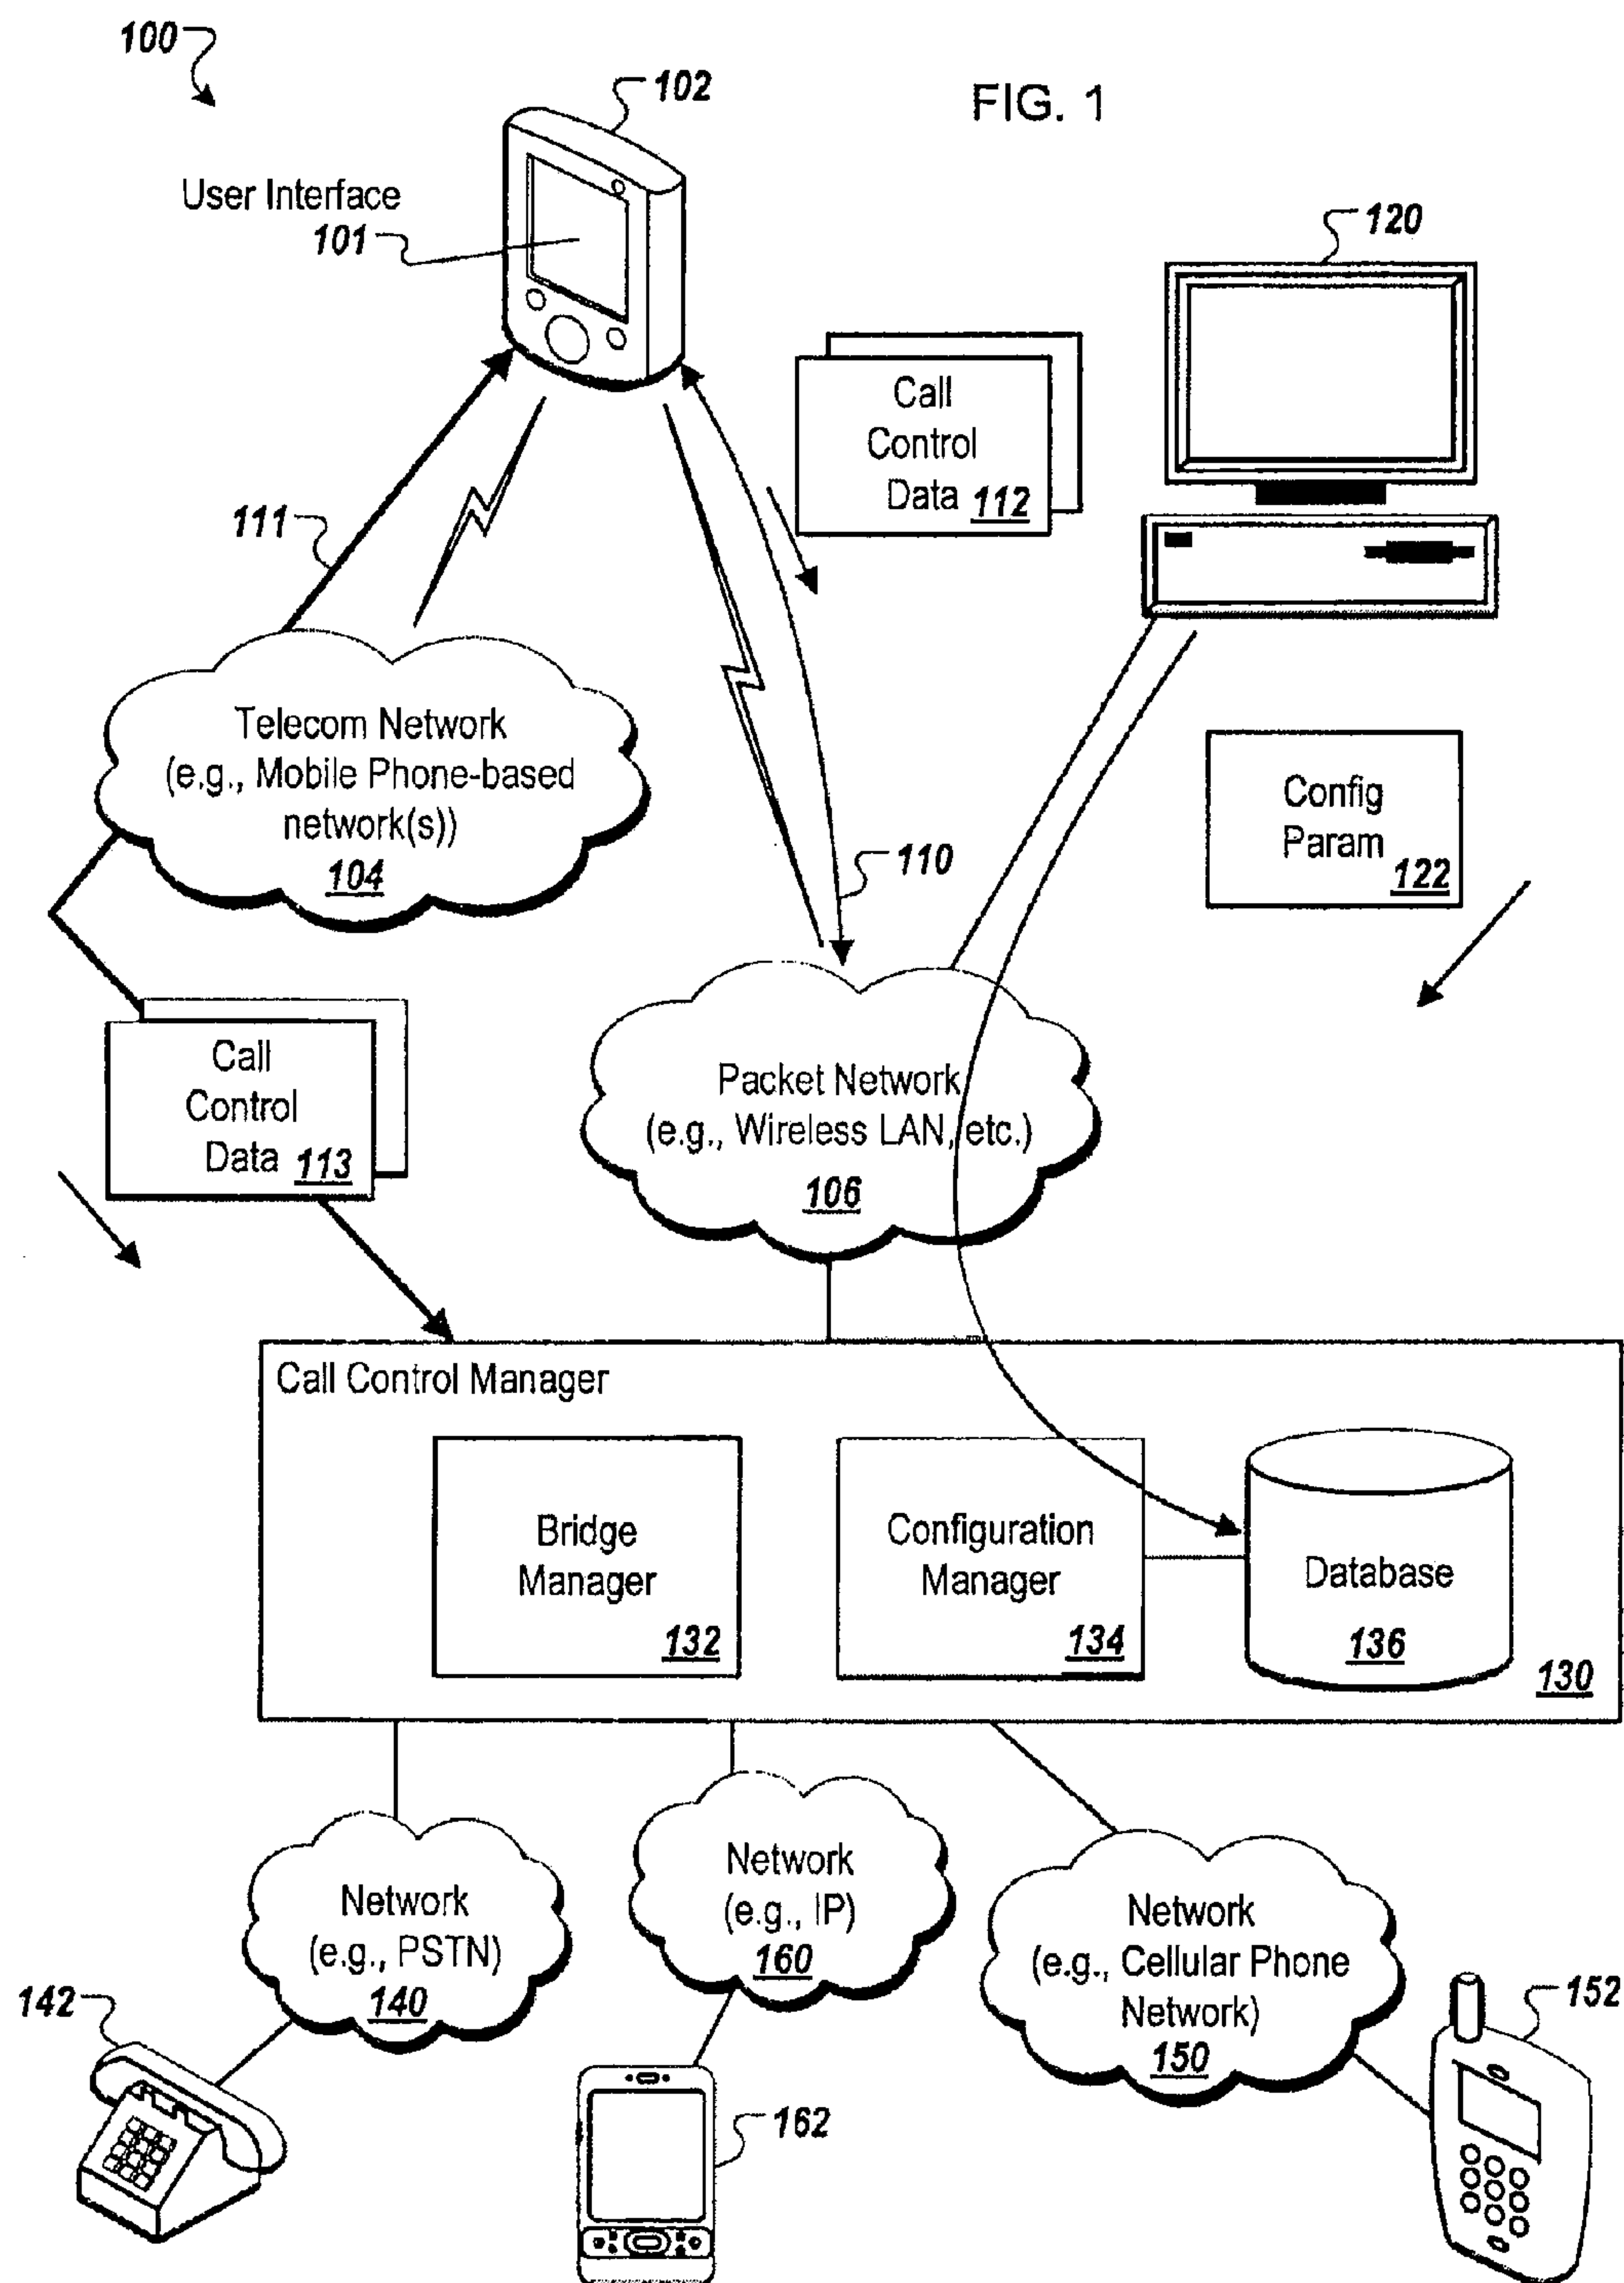 100
102
FIG. 1
User Interface
101
120
Call
Control
Data 112
111
Telecom Network
(e.g., Mobile Phone-based
network(s))
104
Config
Param
122
110
Call
Control
Data 113
Packet Network
(e.g., Wireless LAN, etc.)
106
Call Control Manager
Bridge
Manager
132
Configuration
Manager
134
Database
136
130
Network
(e.g., PSTN)
140
Network
(e.g., IP)
160
Network
(e.g., Cellular Phone
Network)
150
142
162
152